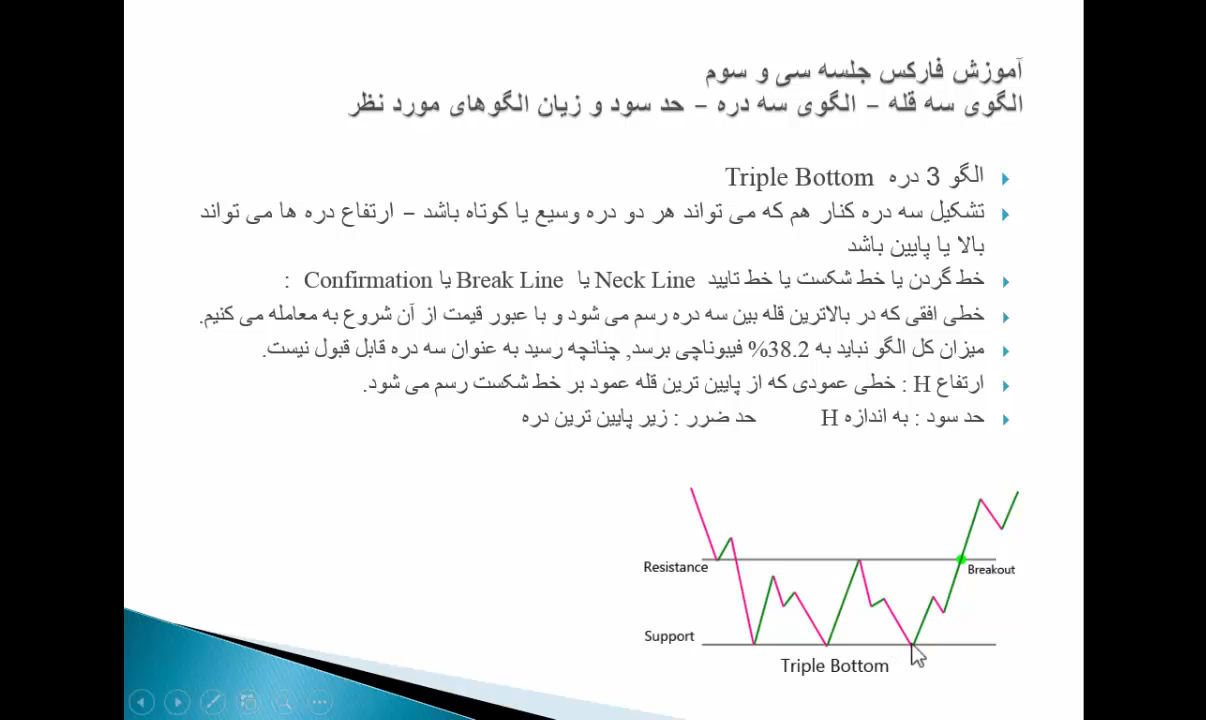 آموزش فارکس جلسه سی و سوم
الگوی سه قله – الگوی سه دره – حد سود و زیان الگوهای مورد نظر
الگو 3 دره Triple Bottom
تشکیل سه دره کنار هم که می تواند هر دو دره وسیع یا کوتاه باشد – ارتفاع دره ها می تواند
بالا یا پایین باشد
خط گردن یا خط شکست یا خط تایید Neck Line یا Break Line یا Confirmation :
خطی افقی که در بالاترین قله بین سه دره رسم می شود و با عبور قیمت از آن شروع به معامله می کنیم.
میزان کل الگو نباید به 38.2% فیبوناچی برسد, چنانچه رسید به عنوان سه دره قابل قبول نیست.
ارتفاع H : خطی عمودی که از پایین ترین قله عمود بر خط شکست رسم می شود.
حد سود : به اندازه H حد ضرر : زیر پایین ترین دره
Resistance
Breakout
Support
Triple Bottom